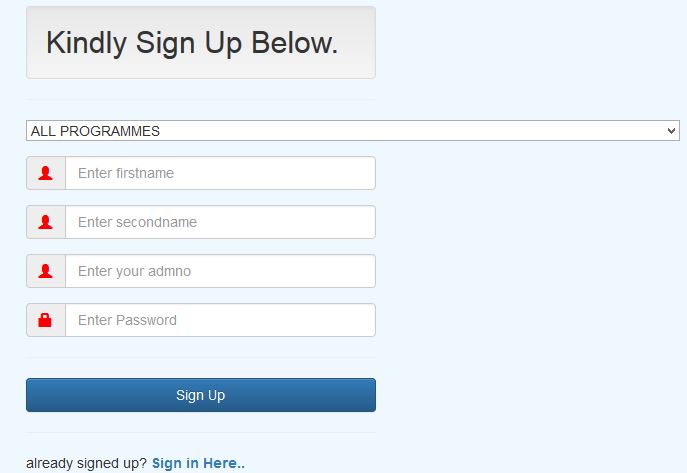 Kindly Sign Up Below.
ALL PROGRAMMES
Enter firstname
Enter secondname
Enter your admno
Enter Password
Sign Up
already signed up? Sign in Here..